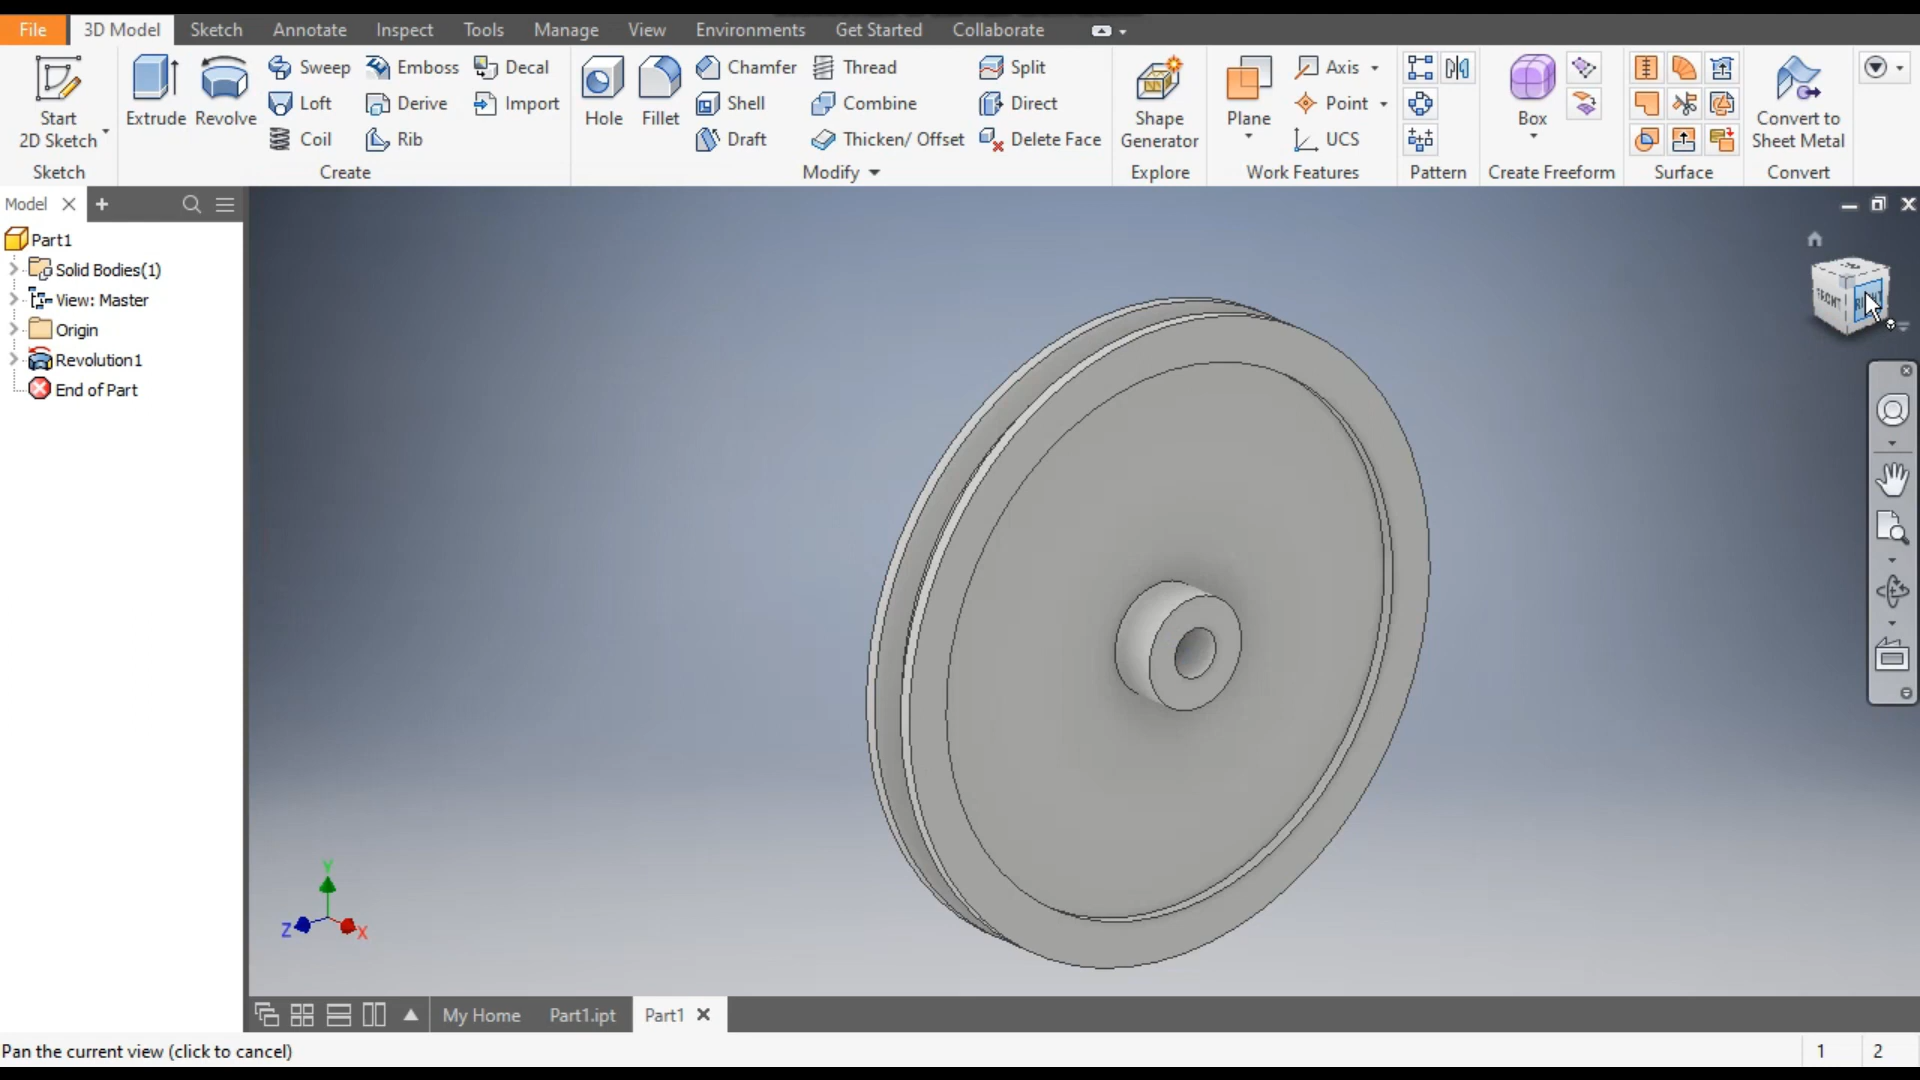 File 3D Model Sketch Annotate Inspect Tools Manage View Environments Get Started Collaborate
Start
2D Sketch
Sketch
Extrude
Revolve
Sweep
Loft
Coil
Emboss
Derive
Rib
Decal
Import
Create
Hole
Fillet
Chamfer
Shell
Draft
Thread
Combine
Thicken/ Offset
Split
Direct
Delete Face
Modify
Shape
Generator
Explore
Plane
Axis
Point
UCS
Work Features
Pattern
Box
Create Freeform
Surface
Convert to
Sheet Metal
Convert
Model
Part1
Solid Bodies(1)
View: Master
Origin
Revolution1
End of Part
FRONT
Y
Z
X
My Home Part1.ipt Part1
Pan the current view (click to cancel)
1 2